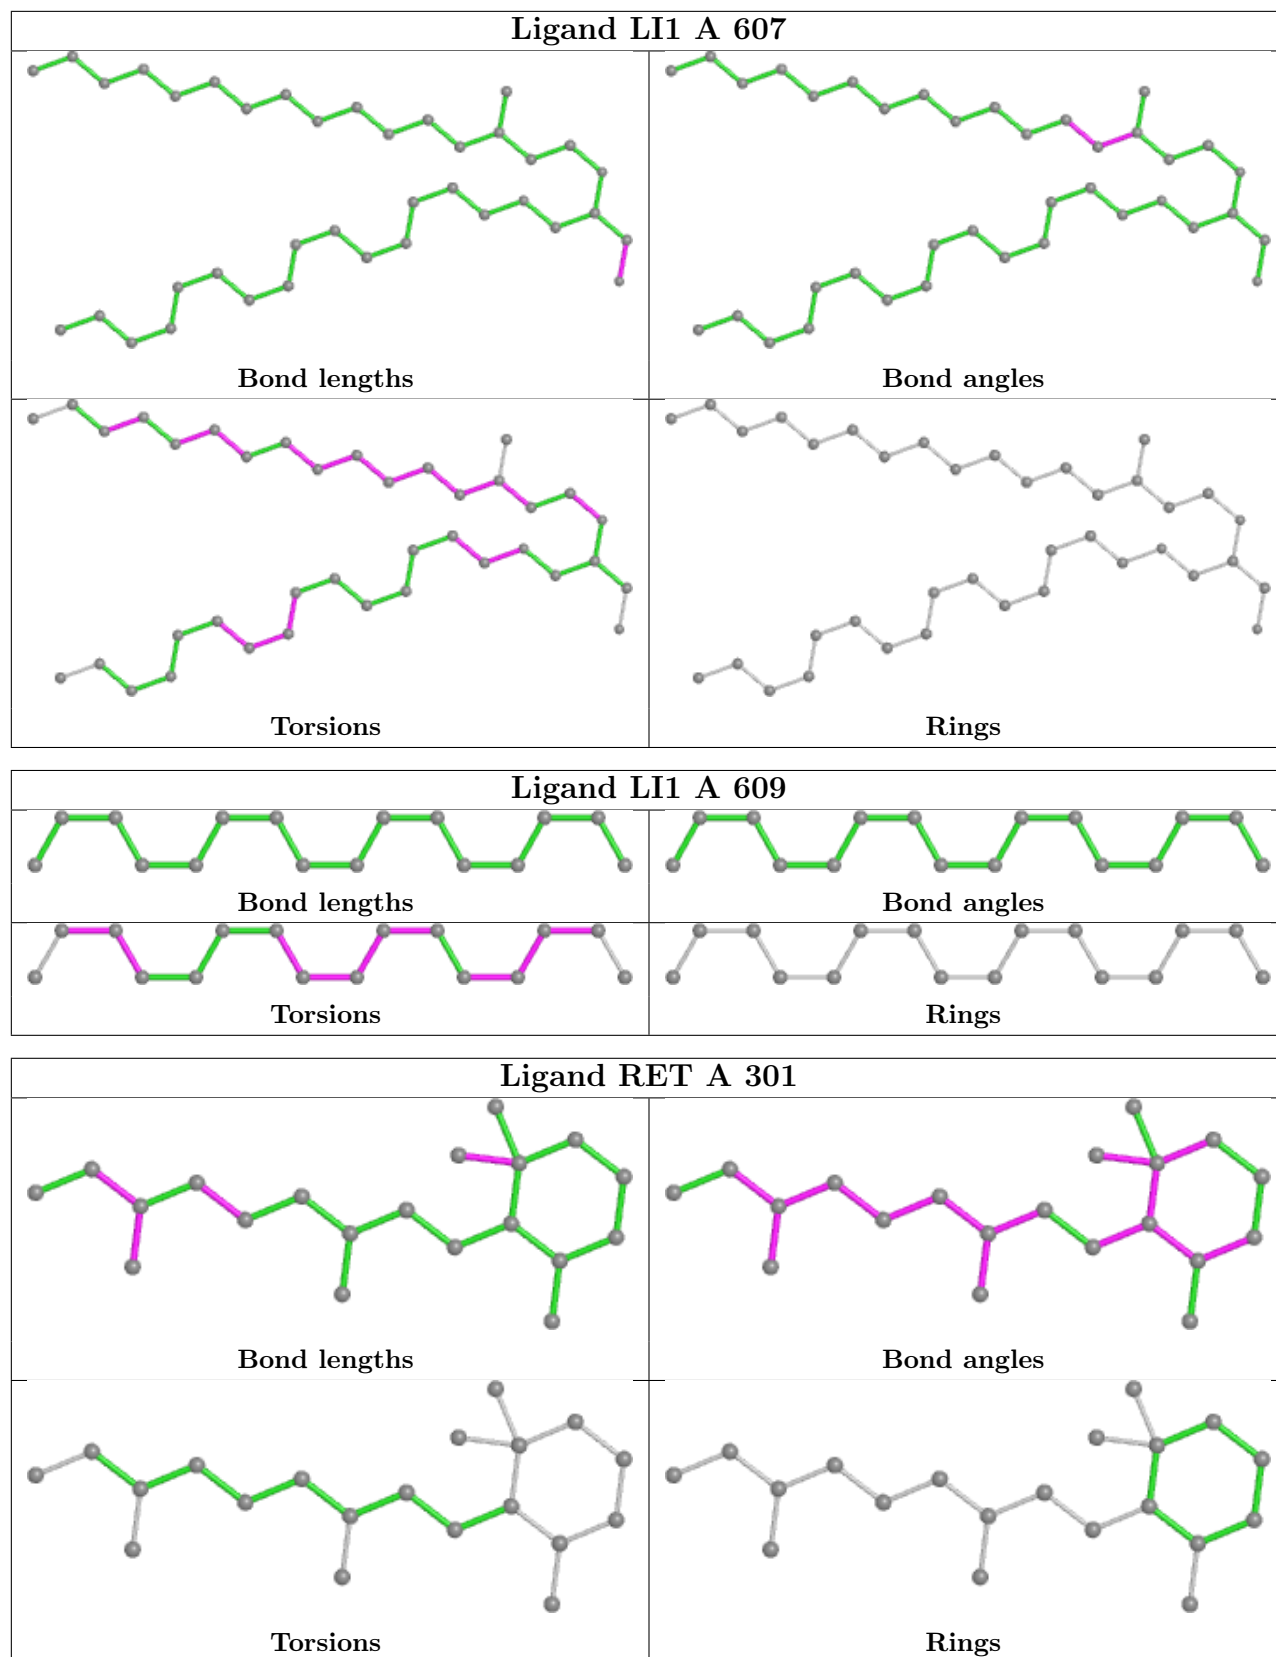 Ligand LI1 A 607
Bond lengths
Bond angles
Torsions
Rings
Ligand LI1 A 609
Bond lengths
Bond angles
Torsions
Rings
Ligand RET A 301
Bond lengths
Bond angles
Torsions
Rings